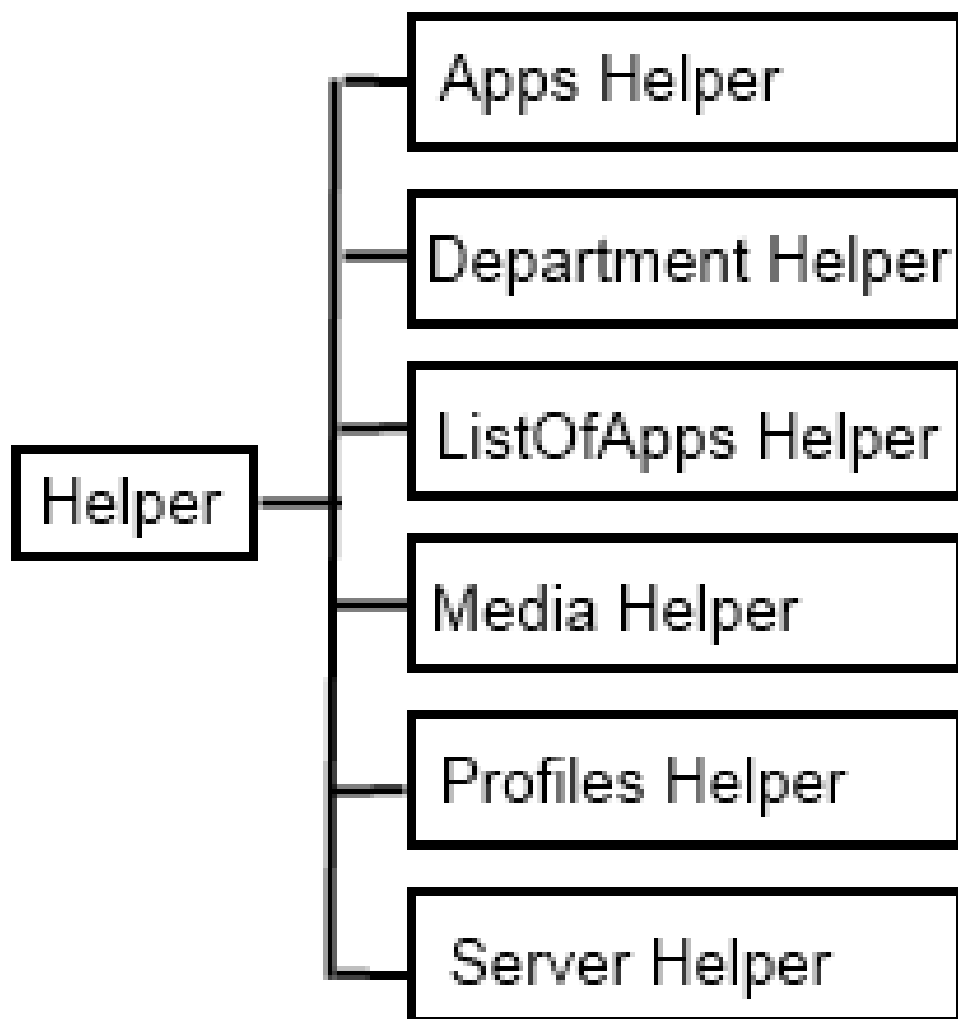 Apps Helper
Department Helper
ListOfApps Helper
Helper
Media Helper
Profiles Helper
Server Helper